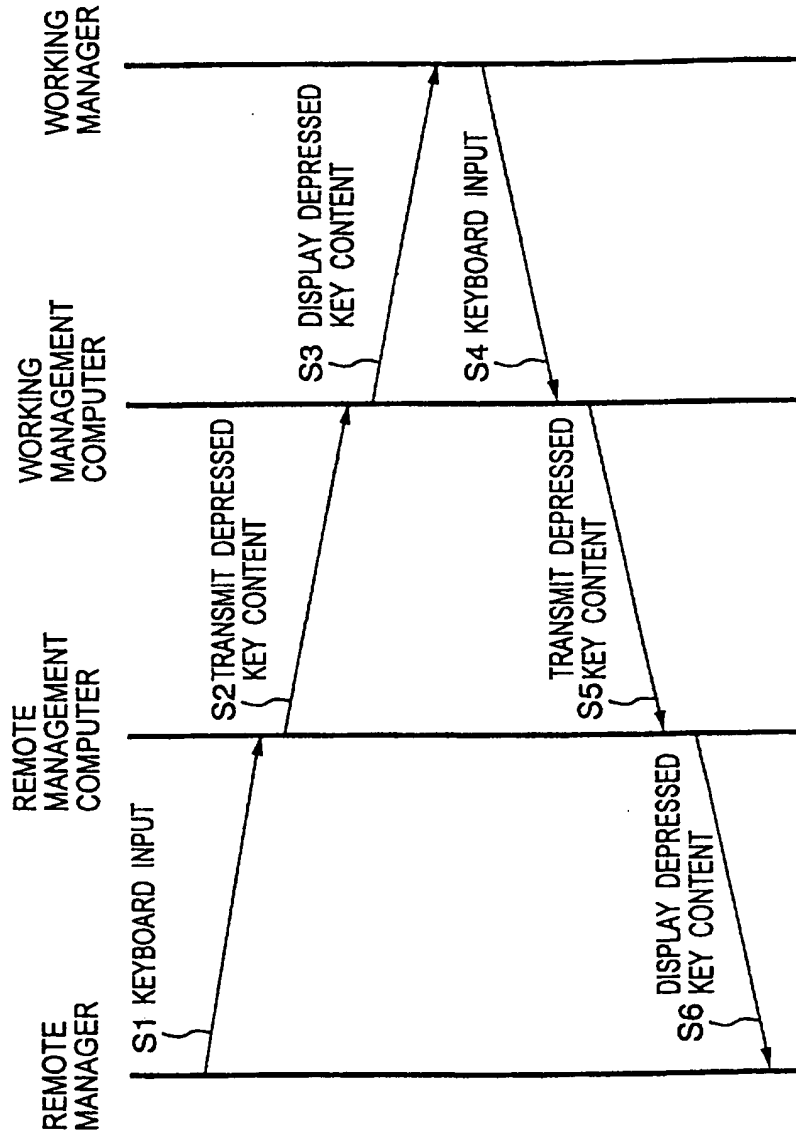 REMOTE
MANAGER
REMOTE
MANAGEMENT
COMPUTER
WORKING
MANAGEMENT
COMPUTER
WORKING
MANAGER
S1 KEYBOARD INPUT
S2 TRANSMIT DEPRESSED
KEY CONTENT
S3 DISPLAY DEPRESSED
KEY CONTENT
S4 KEYBOARD INPUT
TRANSMIT DEPRESSED
S5 KEY CONTENT
DISPLAY DEPRESSED
S6 KEY CONTENT